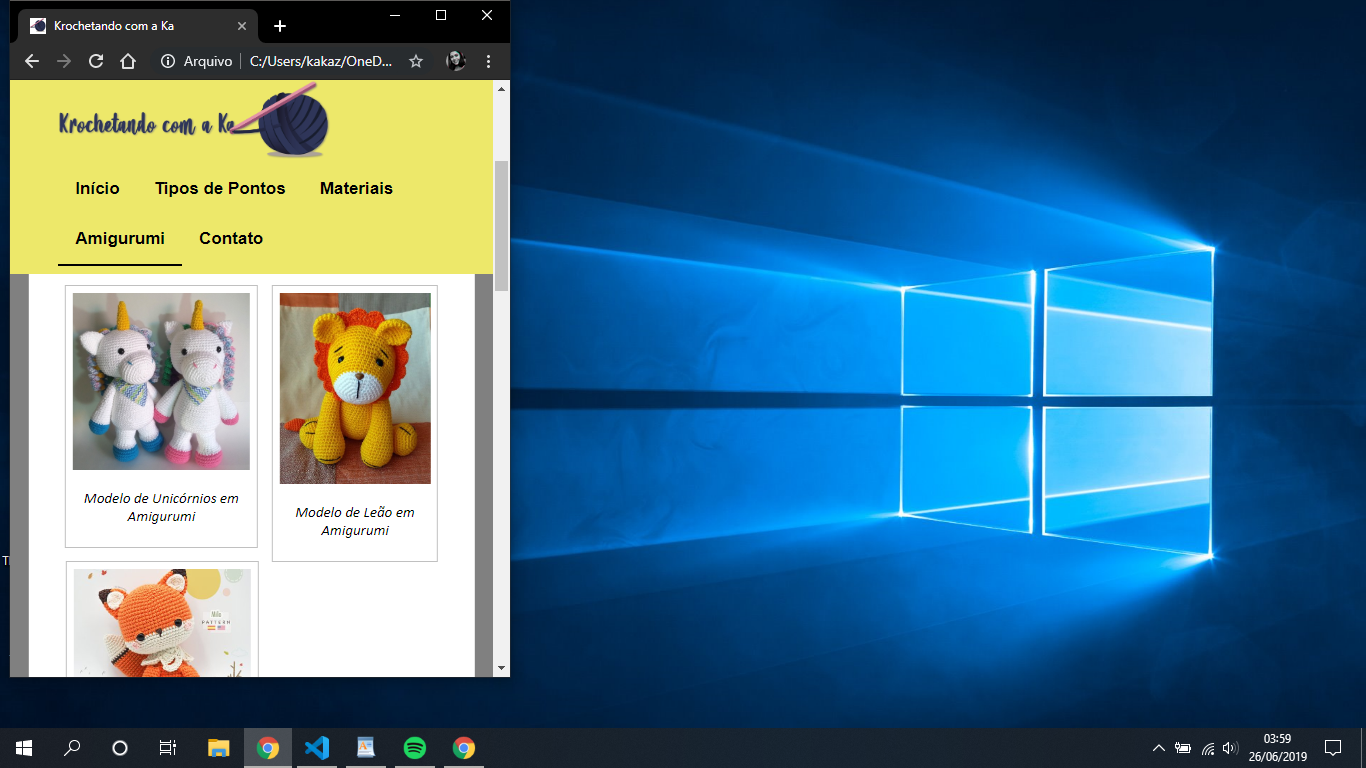 Krochetando com a Ka
Arquivo
C:/Users/kakaz/OneD...
Krochetando com a Ka
Início
Tipos de Pontos
Materiais
Amigurumi
Contato
Modelo de Unicórnios em
Amigurumi
Modelo de Leão em
Amigurumi
PATTERN
03:59
26/06/2019